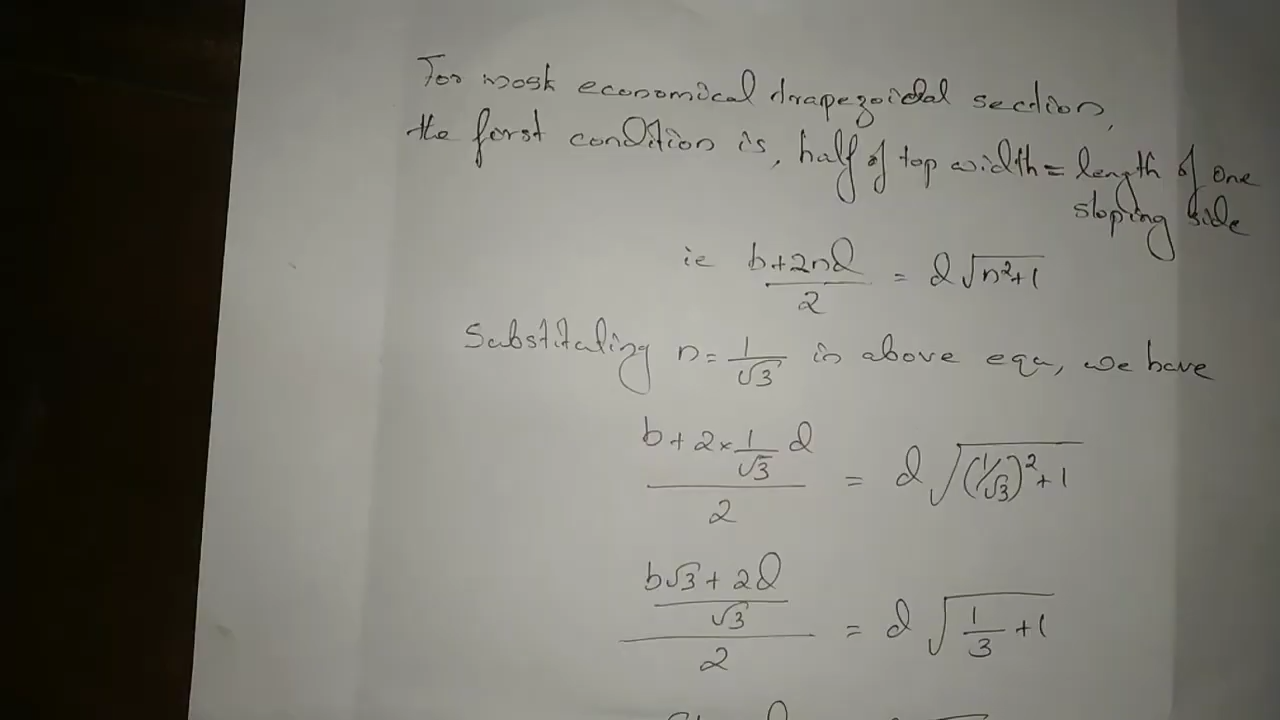 For most economical trapezoidal section,
the first condition is, half of top width = length of one
sloping side
ie (b+2nd)/2 = d√(n²+1)
Substituting n = 1/√3 in above eqn, we have
(b + 2 × 1/√3 d)/2 = d√((1/√3)² + 1)
((b√3 + 2d)/√3)/2 = d√(1/3 + 1)